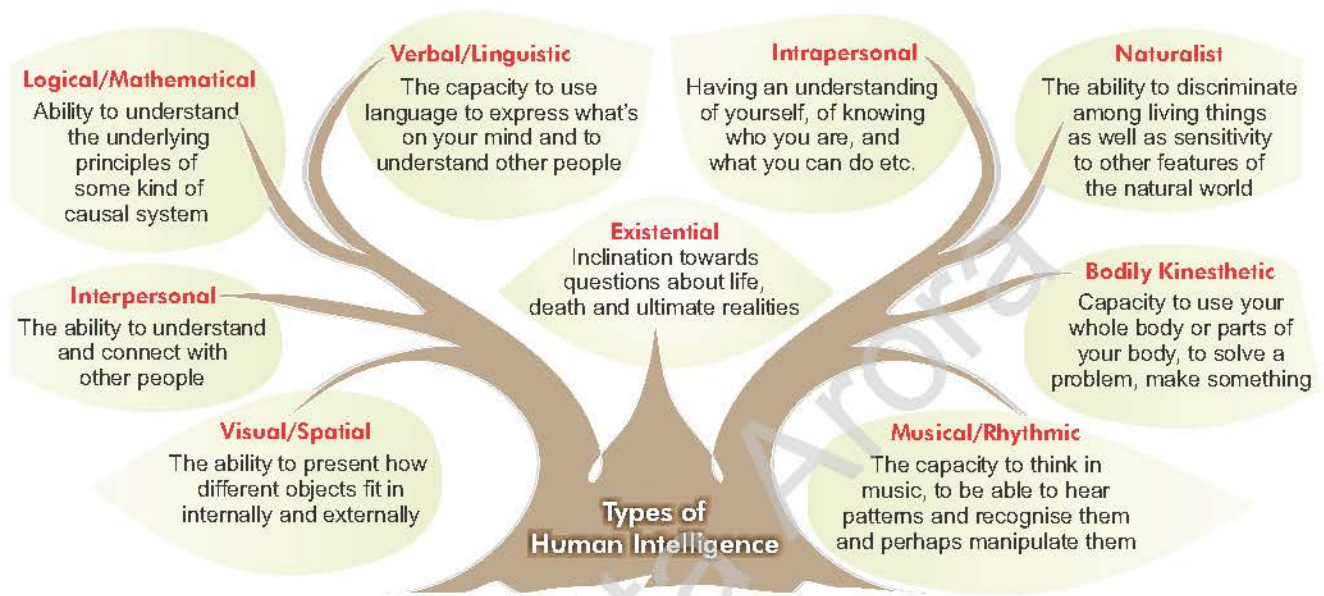 Logical/Mathematical
Ability to understand
the underlying
principles of
some kind of
causal system
Verbal/Linguistic
The capacity to use
language to express what's
on your mind and to
understand other people
Intrapersonal
Having an understanding
of yourself, of knowing
who you are, and
what you can do etc.
Naturalist
The ability to discriminate
among living things
as well as sensitivity
to other features of
the natural world
Existential
Inclination towards
questions about life,
death and ultimate realities
Interpersonal
The ability to understand
and connect with
other people
Bodily Kinesthetic
Capacity to use your
whole body or parts of
your body, to solve a
problem, make something
Visual/Spatial
The ability to present how
different objects fit in
internally and externally
Musical/Rhythmic
The capacity to think in
music, to be able to hear
patterns and recognise them
and perhaps manipulate them
Types of
Human Intelligence
Arora